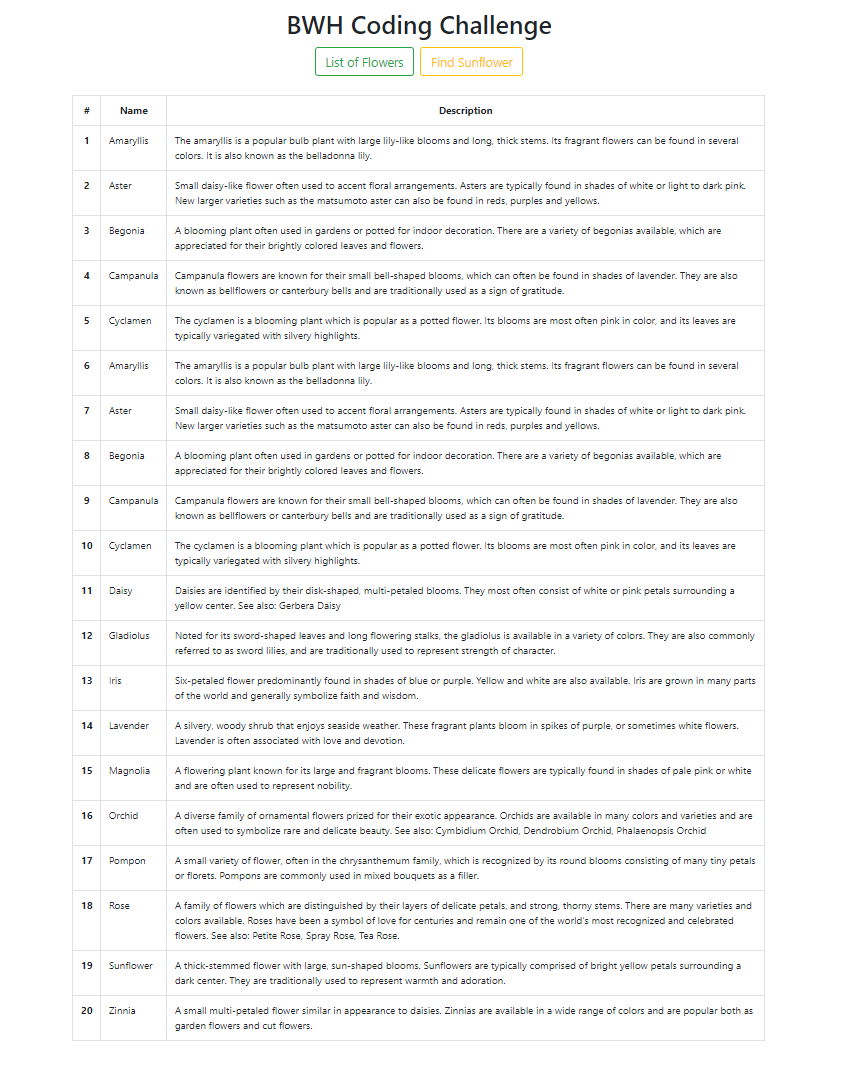 BWH Coding Challenge
List of Flowers Find Sunflower
# Name Description
1 Amaryllis The amaryllis is a popular bulb plant with large lily-like blooms and long, thick stems. Its fragrant flowers can be found in several
colors. It is also known as the belladonna lily.
2 Aster Small daisy-like flower often used to accent floral arrangements. Asters are typically found in shades of white or light to dark pink.
New larger varieties such as the matsumoto aster can also be found in reds, purples and yellows.
3 Begonia A blooming plant often used in gardens or potted for indoor decoration. There are a variety of begonias available, which are
appreciated for their brightly colored leaves and flowers.
4 Campanula Campanula flowers are known for their small bell-shaped blooms, which can often be found in shades of lavender. They are also
known as bellflowers or canterbury bells and are traditionally used as a sign of gratitude.
5 Cyclamen The cyclamen is a blooming plant which is popular as a potted flower. Its blooms are most often pink in color, and its leaves are
typically variegated with silvery highlights.
6 Amaryllis The amaryllis is a popular bulb plant with large lily-like blooms and long, thick stems. Its fragrant flowers can be found in several
colors. It is also known as the belladonna lily.
7 Aster Small daisy-like flower often used to accent floral arrangements. Asters are typically found in shades of white or light to dark pink.
New larger varieties such as the matsumoto aster can also be found in reds, purples and yellows.
8 Begonia A blooming plant often used in gardens or potted for indoor decoration. There are a variety of begonias available, which are
appreciated for their brightly colored leaves and flowers.
9 Campanula Campanula flowers are known for their small bell-shaped blooms, which can often be found in shades of lavender. They are also
known as bellflowers or canterbury bells and are traditionally used as a sign of gratitude.
10 Cyclamen The cyclamen is a blooming plant which is popular as a potted flower. Its blooms are most often pink in color, and its leaves are
typically variegated with silvery highlights.
11 Daisy Daisies are identified by their disk-shaped, multi-petaled blooms. They most often consist of white or pink petals surrounding a
yellow center. See also: Gerbera Daisy
12 Gladiolus Noted for its sword-shaped leaves and long flowering stalks, the gladiolus is available in a variety of colors. They are also commonly
referred to as sword lilies, and are traditionally used to represent strength of character.
13 Iris Six-petaled flower predominantly found in shades of blue or purple. Yellow and white are also available. Iris are grown in many parts
of the world and generally symbolize faith and wisdom.
14 Lavender A silvery, woody shrub that enjoys seaside weather. These fragrant plants bloom in spikes of purple, or sometimes white flowers.
Lavender is often associated with love and devotion.
15 Magnolia A flowering plant known for its large and fragrant blooms. These delicate flowers are typically found in shades of pale pink or white
and are often used to represent nobility.
16 Orchid A diverse family of ornamental flowers prized for their exotic appearance. Orchids are available in many colors and varieties and are
often used to symbolize rare and delicate beauty. See also: Cymbidium Orchid, Dendrobium Orchid, Phalaenopsis Orchid
17 Pompon A small variety of flower, often in the chrysanthemum family, which is recognized by its round blooms consisting of many tiny petals
or florets. Pompons are commonly used in mixed bouquets as a filler.
18 Rose A family of flowers which are distinguished by their layers of delicate petals, and strong, thorny stems. There are many varieties and
colors available. Roses have been a symbol of love for centuries and remain one of the world's most recognized and celebrated
flowers. See also: Petite Rose, Spray Rose, Tea Rose.
19 Sunflower A thick-stemmed flower with large, sun-shaped blooms. Sunflowers are typically comprised of bright yellow petals surrounding a
dark center. They are traditionally used to represent warmth and adoration.
20 Zinnia A small multi-petaled flower similar in appearance to daisies. Zinnias are available in a wide range of colors and are popular both as
garden flowers and cut flowers.